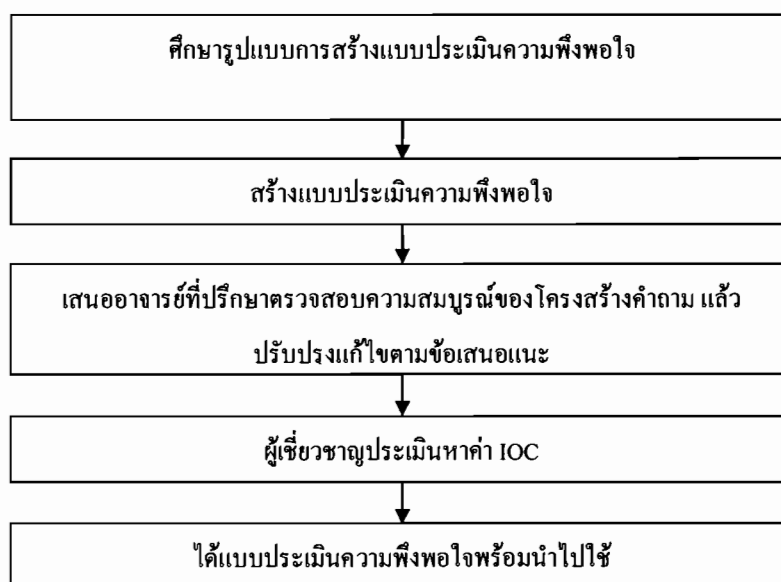 ศึกษารูปแบบการสร้างแบบประเมินความพึงพอใจ
สร้างแบบประเมินความพึงพอใจ
เสนออาจารย์ที่ปรึกษาตรวจสอบความสมบูรณ์ของโครงสร้างคำถาม แล้ว
ปรับปรุงแก้ไขตามข้อเสนอแนะ
ผู้เชี่ยวชาญประเมินหาค่า IOC
ได้แบบประเมินความพึงพอใจพร้อมนำไปใช้